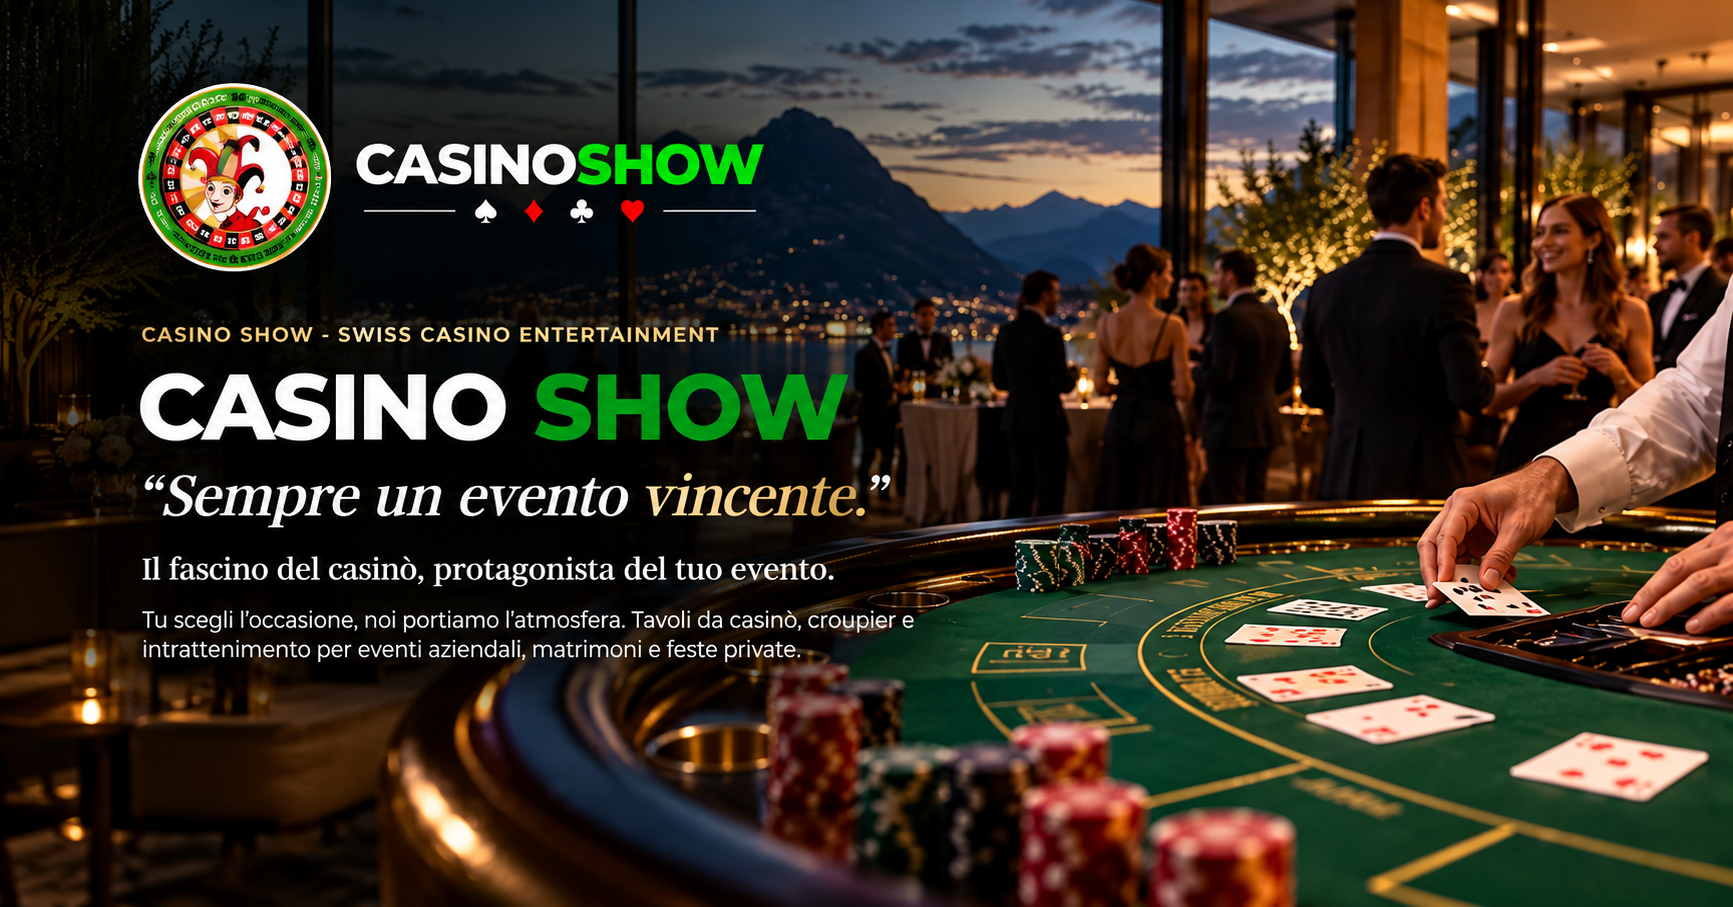 CASINOSHOW
CASINO SHOW - SWISS CASINO ENTERTAINMENT
CASINO SHOW
“Sempre un evento vincente.”
Il fascino del casinò, protagonista del tuo evento.
Tu scegli l’occasione, noi portiamo l’atmosfera. Tavoli da casinò, croupier e
intrattenimento per eventi aziendali, matrimoni e feste private.